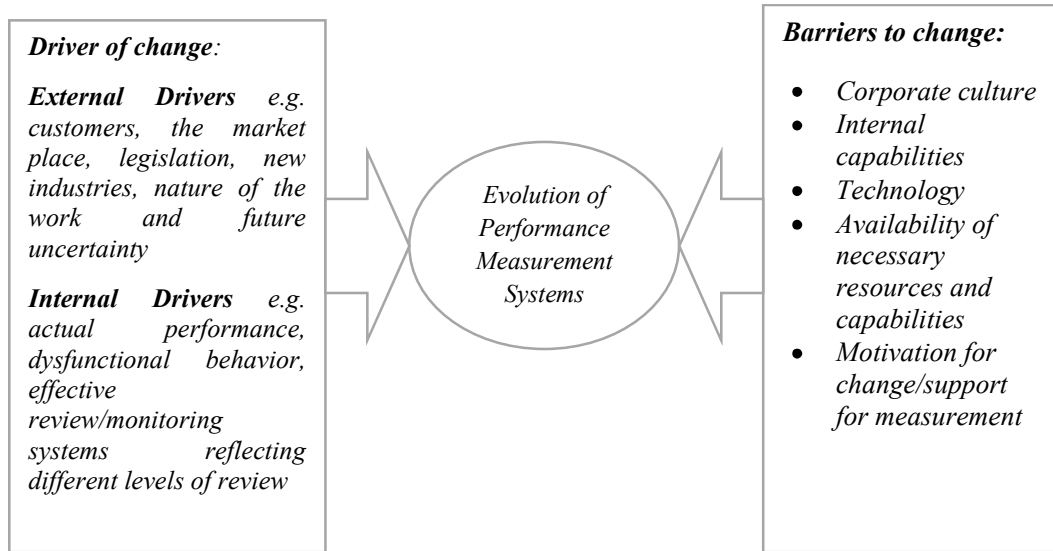 Driver of change:
External Drivers e.g.
customers, the market
place, legislation, new
industries, nature of the
work and future
uncertainty
Internal Drivers e.g.
actual performance,
dysfunctional behavior,
effective
review/monitoring
systems reflecting
different levels of review
Evolution of
Performance
Measurement
Systems
Barriers to change:
• Corporate culture
• Internal
capabilities
• Technology
• Availability of
necessary
resources and
capabilities
• Motivation for
change/support
for measurement